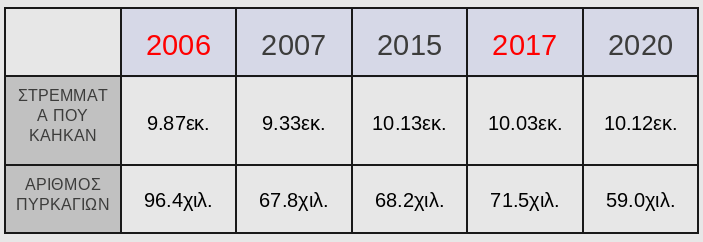 2006 2007 2015 2017 2020
ΣΤΡΕΜΜΑΤ
Α ΠΟΥ
ΚΑΗΚΑΝ
9.87εκ. 9.33εκ. 10.13εκ. 10.03εκ. 10.12εκ.
ΑΡΙΘΜΟΣ
ΠΥΡΚΑΓΙΩΝ
96.4χιλ. 67.8χιλ. 68.2χιλ. 71.5χιλ. 59.0χιλ.